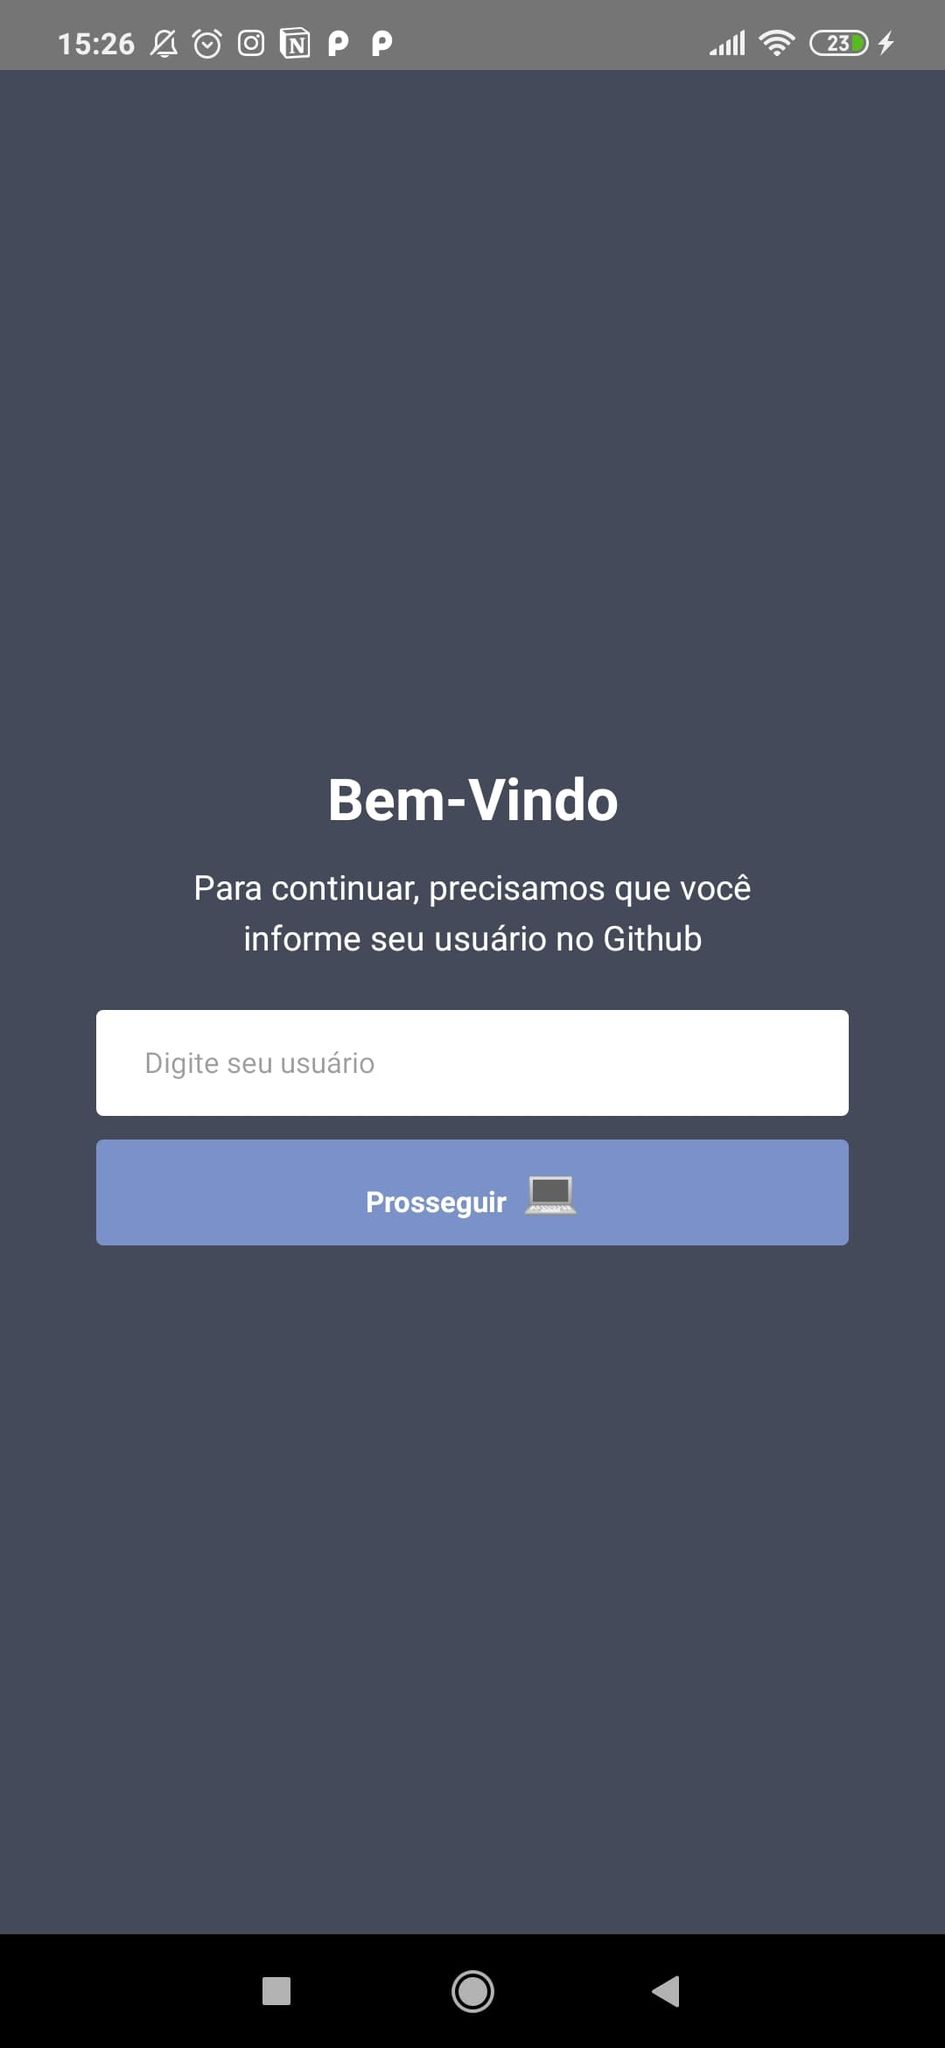 15:26
N
23
Bem-Vindo
Para continuar, precisamos que você
informe seu usuário no Github
Digite seu usuário
Prosseguir